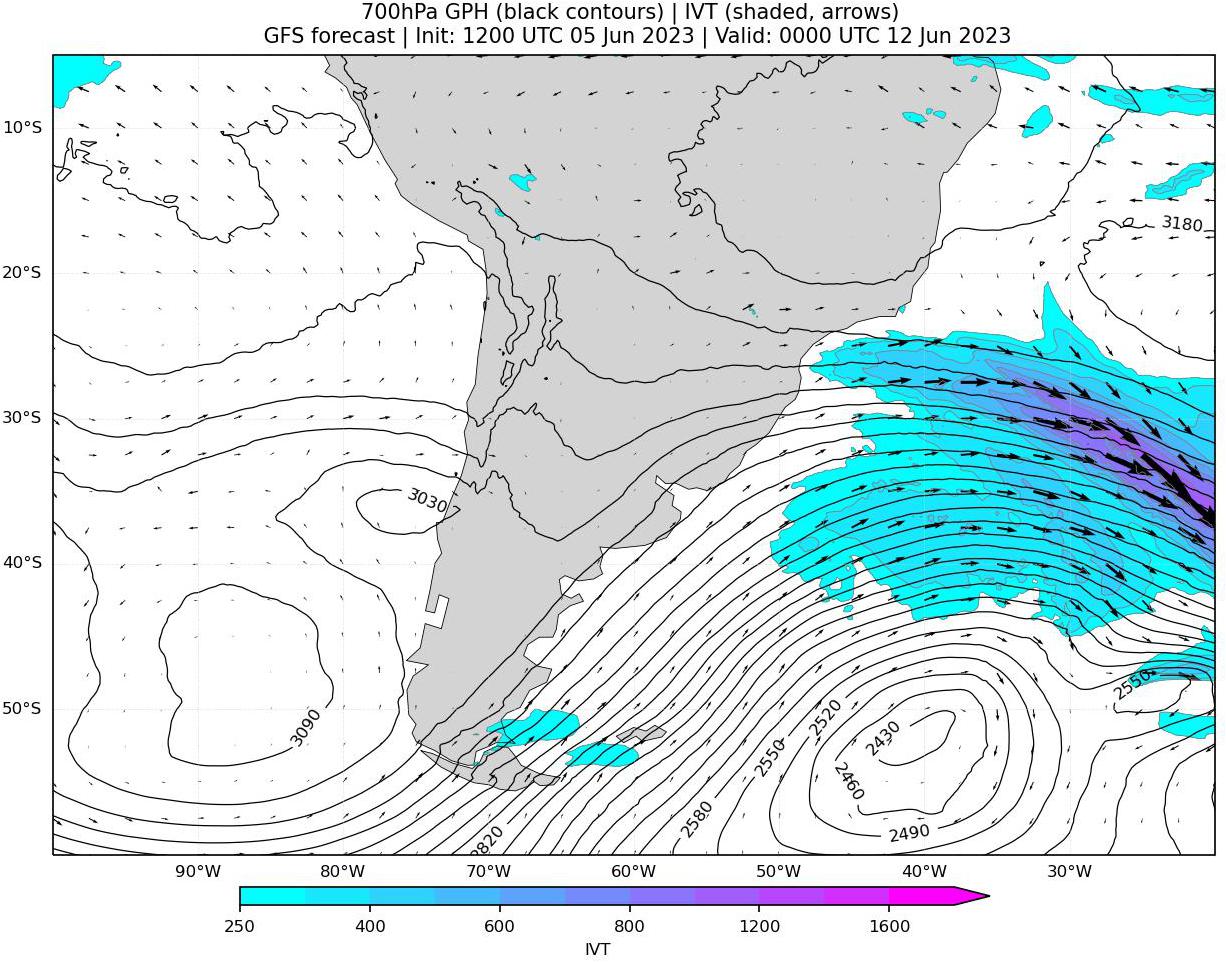 700hPa GPH (black contours) | IVT (shaded, arrows)
GFS forecast | Init: 1200 UTC 05 Jun 2023 | Valid: 0000 UTC 12 Jun 2023
10°S
20°S
30°S
40°S
50°S
3180
3030
3090
2820
2580
2550
2520
2460
2430
2490
2550
90°W
80°W
70°W
60°W
50°W
40°W
30°W
250
400
600
800
1200
1600
IVT